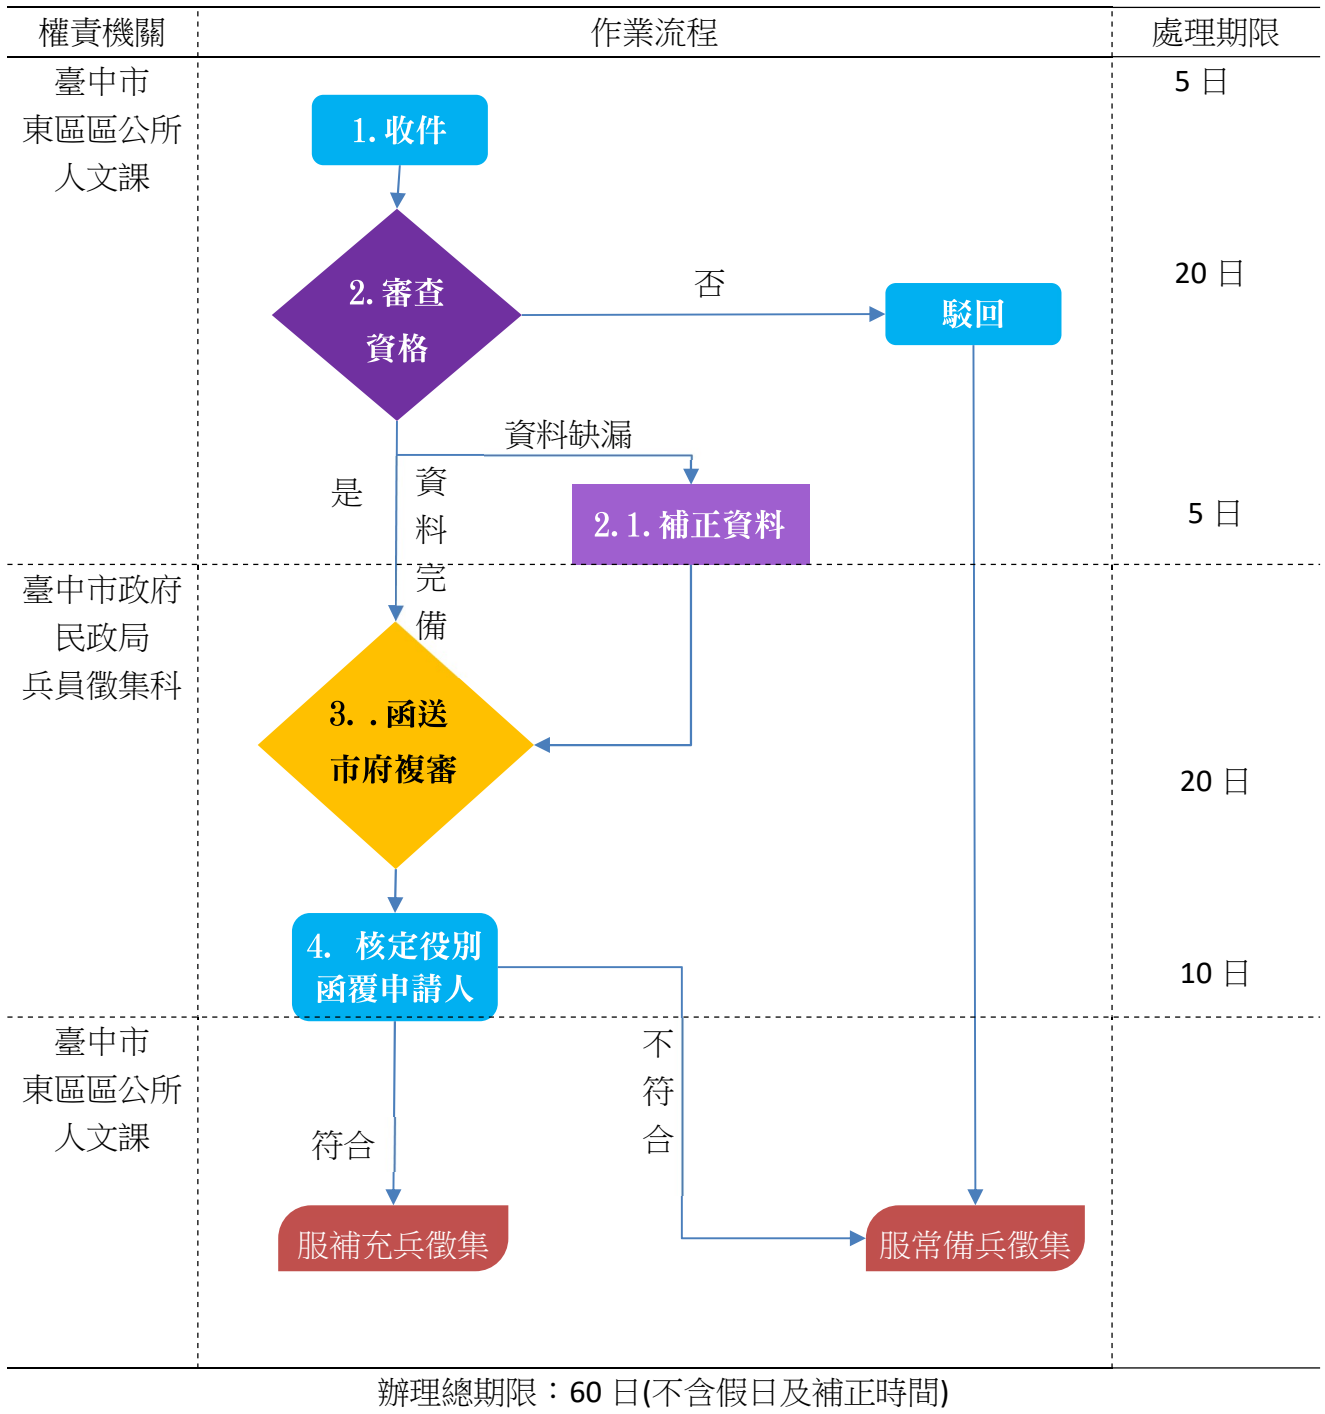 權責機關
作業流程
處理期限
臺中市
東區區公所
人文課
5 日
1.收件
2.審查
資格
否
駁回
20 日
資料缺漏
是
資料完備
2.1.補正資料
5 日
臺中市政府
民政局
兵員徵集科
3..函送
市府複審
20 日
4. 核定役別
函覆申請人
10 日
臺中市
東區區公所
人文課
符合
不符合
服補充兵徵集
服常備兵徵集
辦理總期限：60 日(不含假日及補正時間)